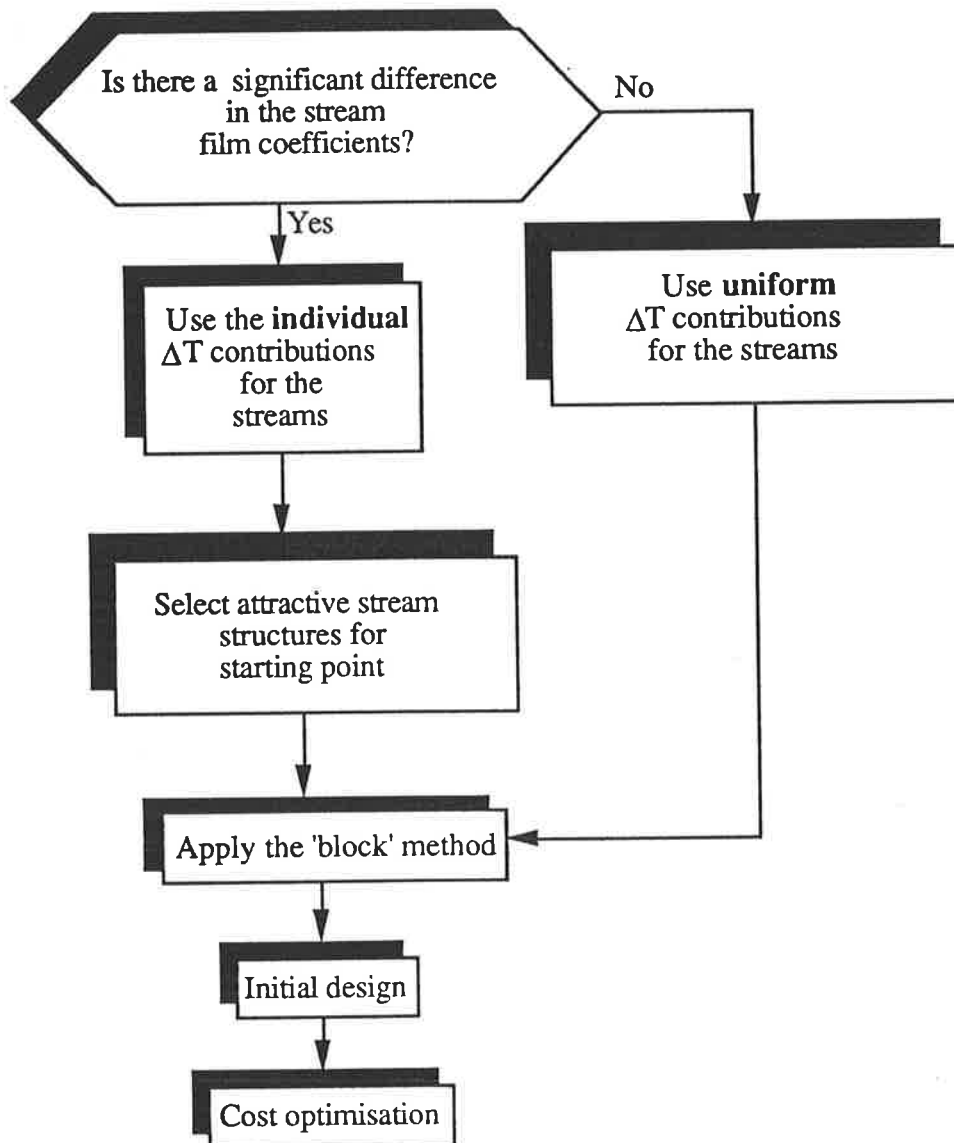 Is there a significant difference
in the stream
film coefficients?
No
Yes
Use the individual
ΔT contributions
for the
streams
Use uniform
ΔT contributions
for the streams
Select attractive stream
structures for
starting point
Apply the 'block' method
Initial design
Cost optimisation